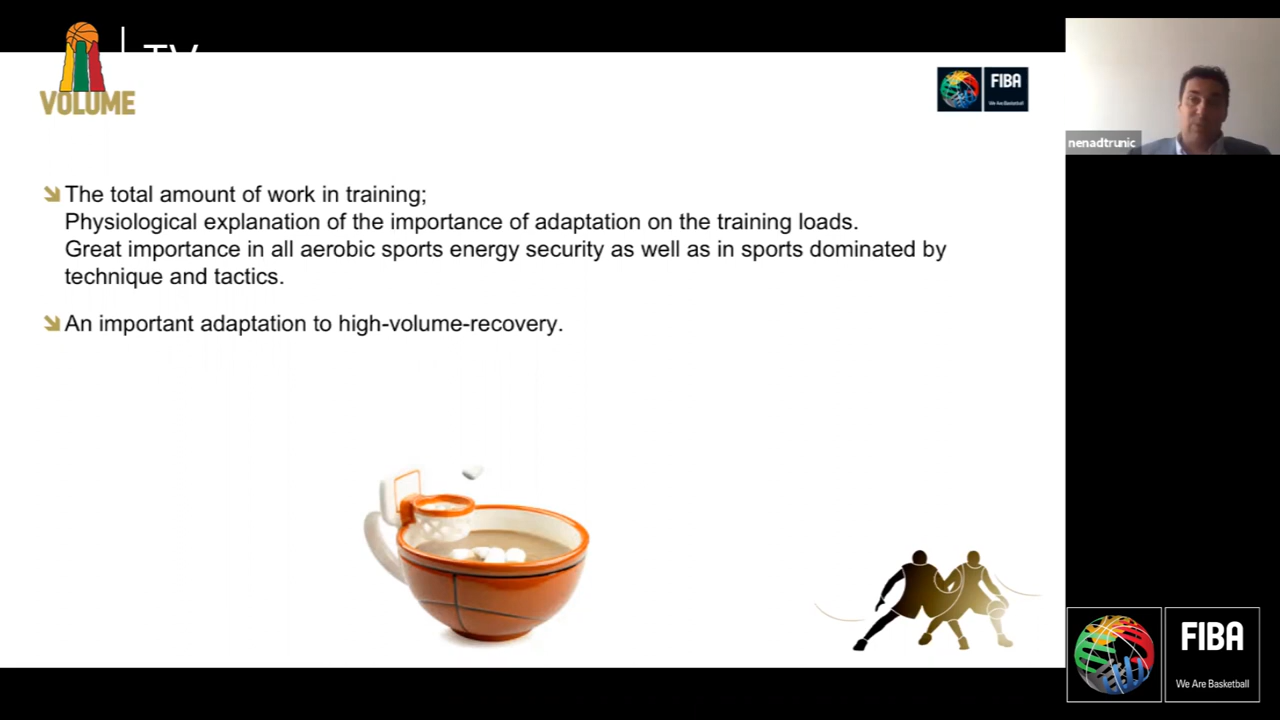 TV
VOLUME
FIBA
We Are Basketball
nenadtrunic
The total amount of work in training;
Physiological explanation of the importance of adaptation on the training loads.
Great importance in all aerobic sports energy security as well as in sports dominated by
technique and tactics.
An important adaptation to high-volume-recovery.
FIBA
We Are Basketball